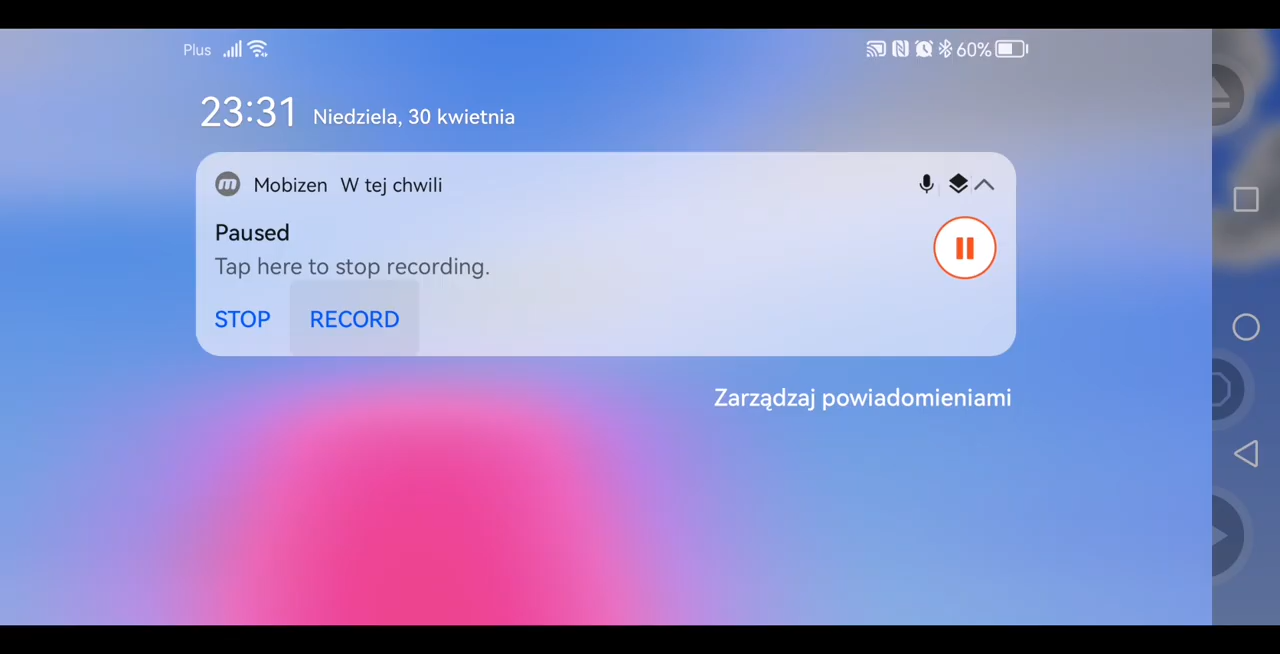 Plus 60%
23:31 Niedziela, 30 kwietnia
Mobizen W tej chwili
Paused
Tap here to stop recording.
STOP RECORD
Zarządzaj powiadomieniami